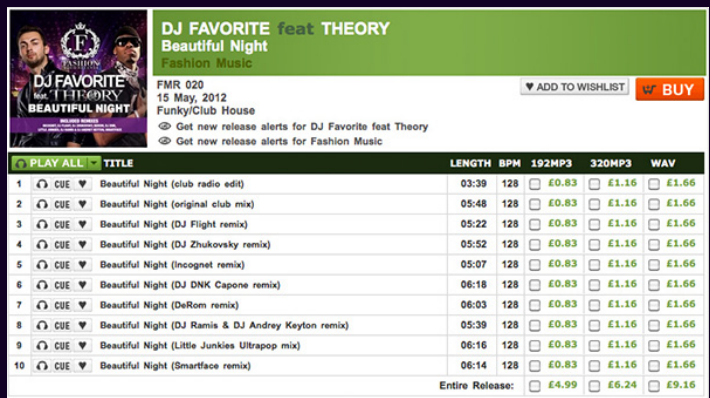 F
FASHION
DJ FAVORITE
feat. THEORY
BEAUTIFUL NIGHT
INCLUDED REMIXES
DJ FAVORITE feat THEORY
Beautiful Night
Fashion Music
FMR 020
15 May, 2012
Funky/Club House
Get new release alerts for DJ Favorite feat Theory
Get new release alerts for Fashion Music
ADD TO WISHLIST
BUY
PLAY ALL TITLE LENGTH BPM 192MP3 320MP3 WAV
1 CUE Beautiful Night (club radio edit) 03:39 128 £0.83 £1.16 £1.66
2 CUE Beautiful Night (original club mix) 05:48 128 £0.83 £1.16 £1.66
3 CUE Beautiful Night (DJ Flight remix) 05:22 128 £0.83 £1.16 £1.66
4 CUE Beautiful Night (DJ Zhukovsky remix) 05:52 128 £0.83 £1.16 £1.66
5 CUE Beautiful Night (Incognet remix) 05:07 128 £0.83 £1.16 £1.66
6 CUE Beautiful Night (DJ DNK Capone remix) 06:18 128 £0.83 £1.16 £1.66
7 CUE Beautiful Night (DeRom remix) 06:03 128 £0.83 £1.16 £1.66
8 CUE Beautiful Night (DJ Ramis & DJ Andrey Keyton remix) 05:39 128 £0.83 £1.16 £1.66
9 CUE Beautiful Night (Little Junkies Ultrapop mix) 06:16 128 £0.83 £1.16 £1.66
10 CUE Beautiful Night (Smartface remix) 06:14 128 £0.83 £1.16 £1.66
Entire Release: £4.99 £6.24 £9.16